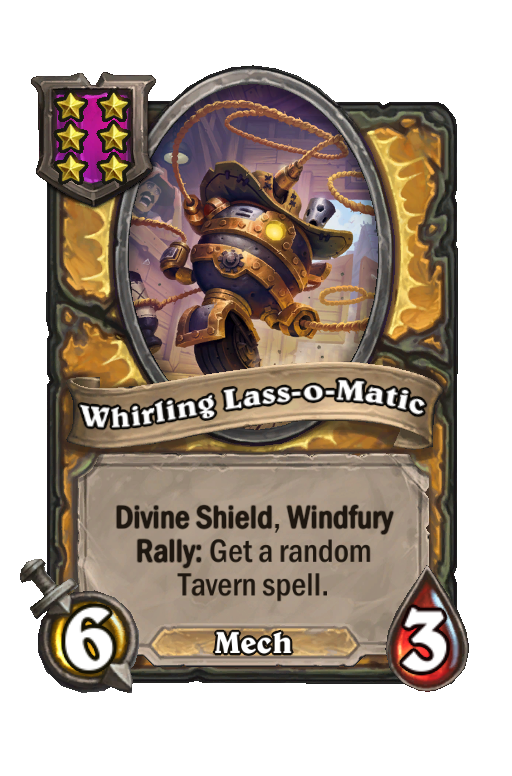 Whirling Lass-o-Matic
Divine Shield, Windfury
Rally: Get a random
Tavern spell.
6
Mech
3